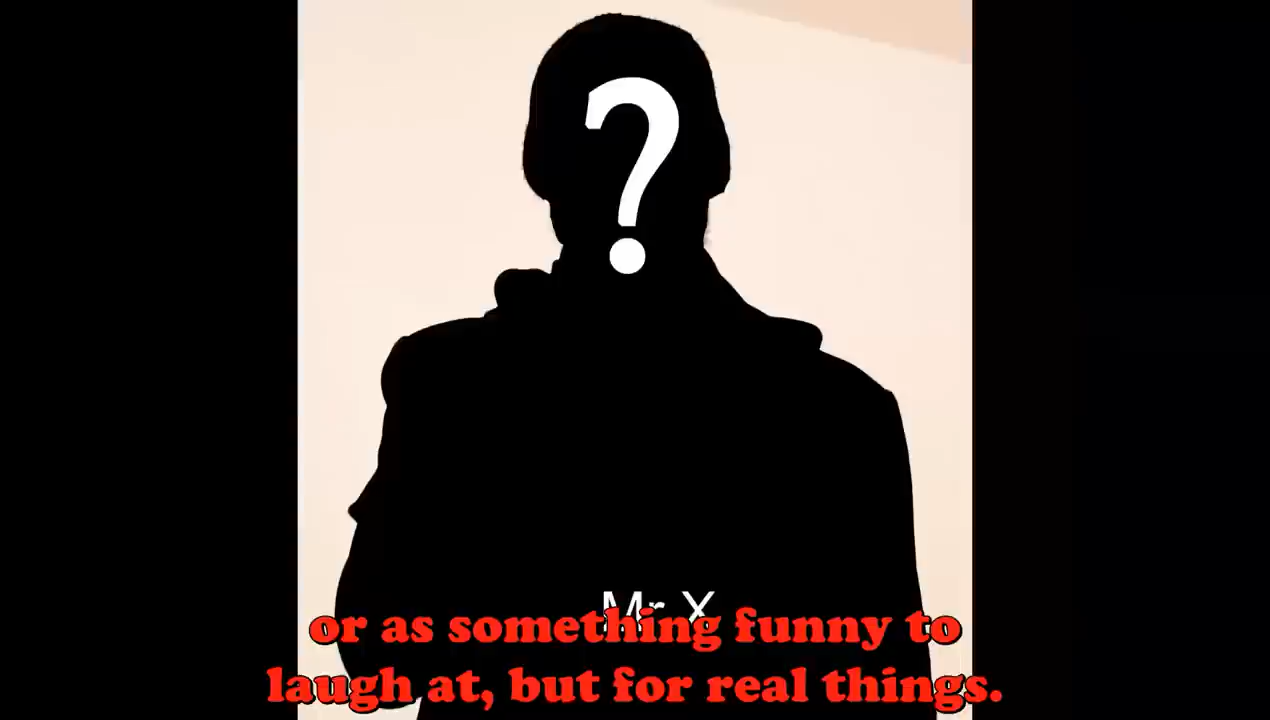 ?
Mr X
or as something funny to
laugh at, but for real things.